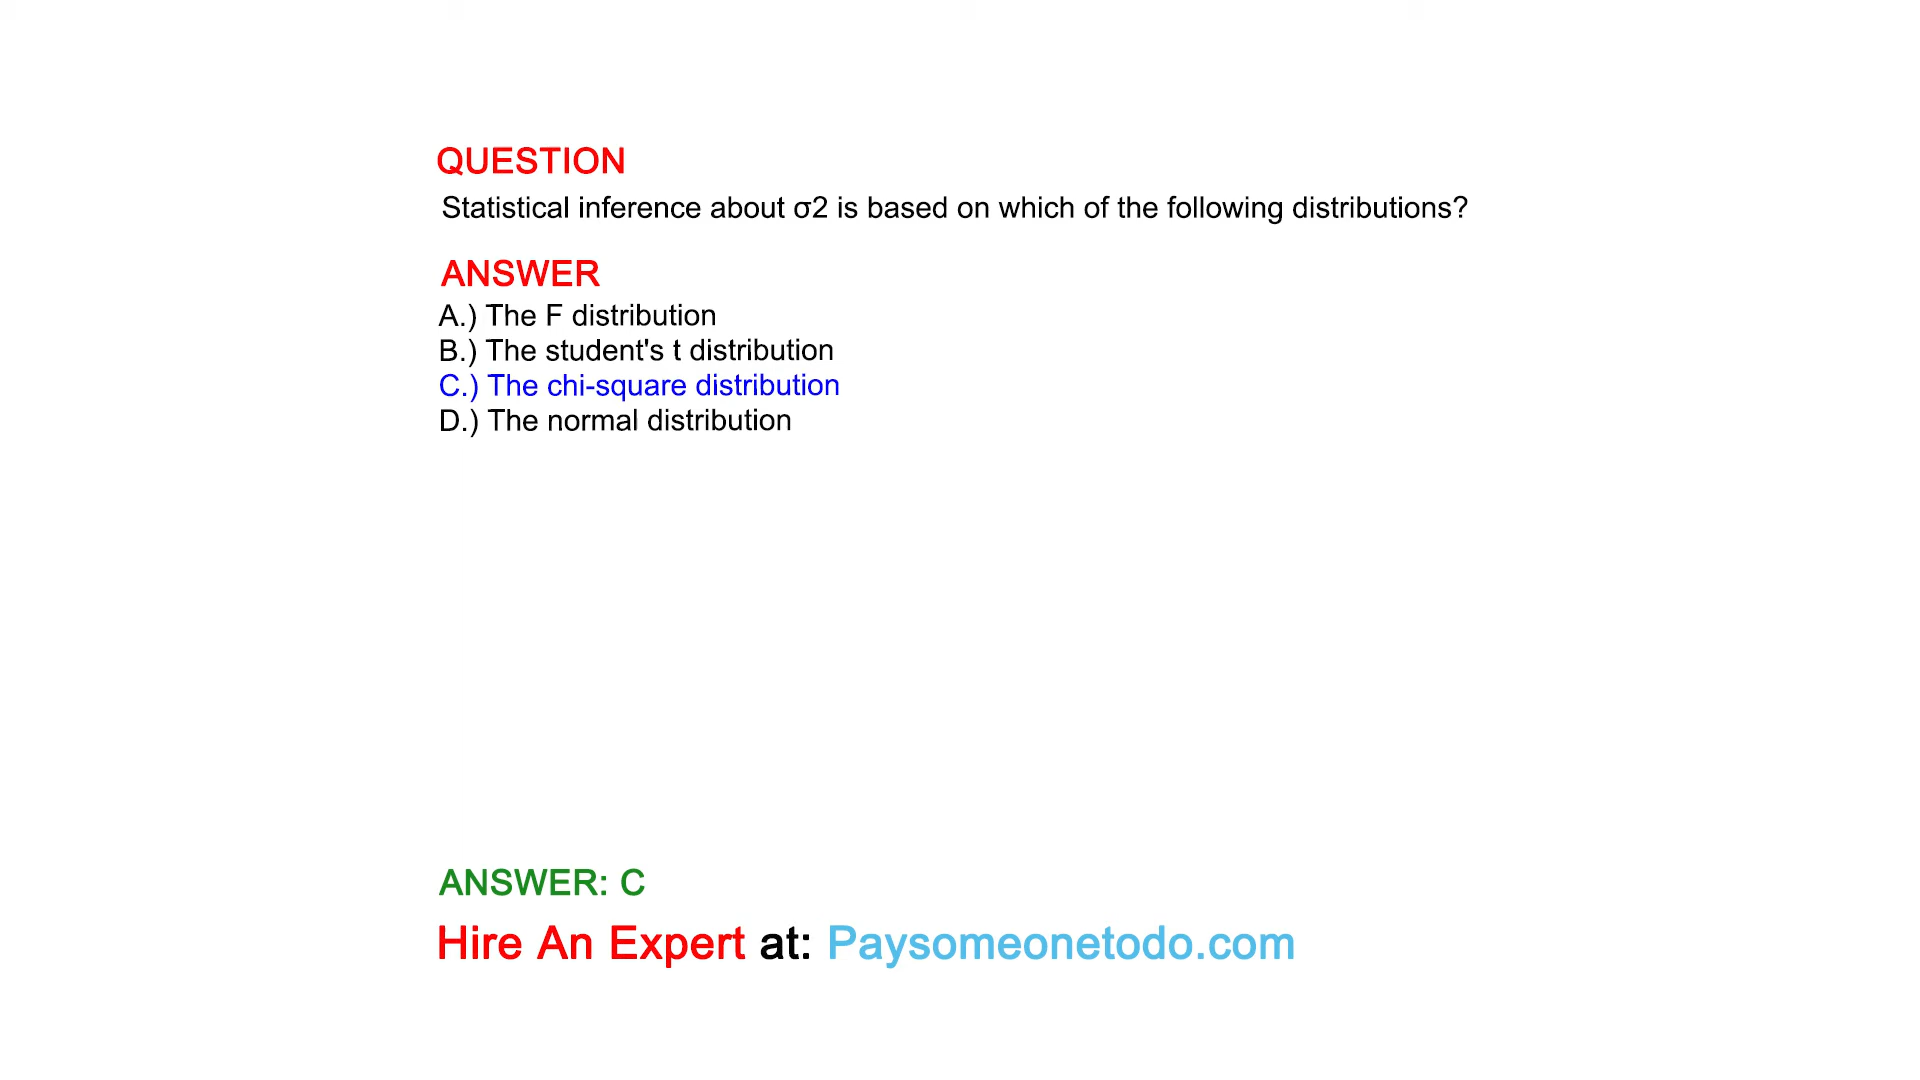 QUESTION
Statistical inference about σ2 is based on which of the following distributions?
ANSWER
A.) The F distribution
B.) The student's t distribution
C.) The chi-square distribution
D.) The normal distribution
ANSWER: C
Hire An Expert at: Paysomeonetodo.com